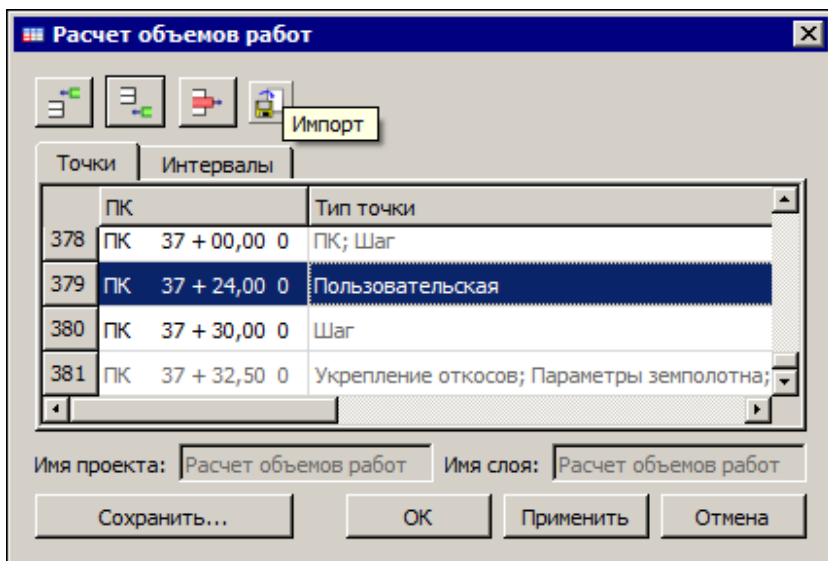 Расчет объемов работ
Импорт
Точки Интервалы
ПК Тип точки
378 ПК 37 + 00,00 0 ПК; Шаг
379 ПК 37 + 24,00 0 Пользовательская
380 ПК 37 + 30,00 0 Шаг
381 ПК 37 + 32,50 0 Укрепление откосов; Параметры земполотна;
Имя проекта: Расчет объемов работ Имя слоя: Расчет объемов работ
Сохранить... ОК Применить Отмена